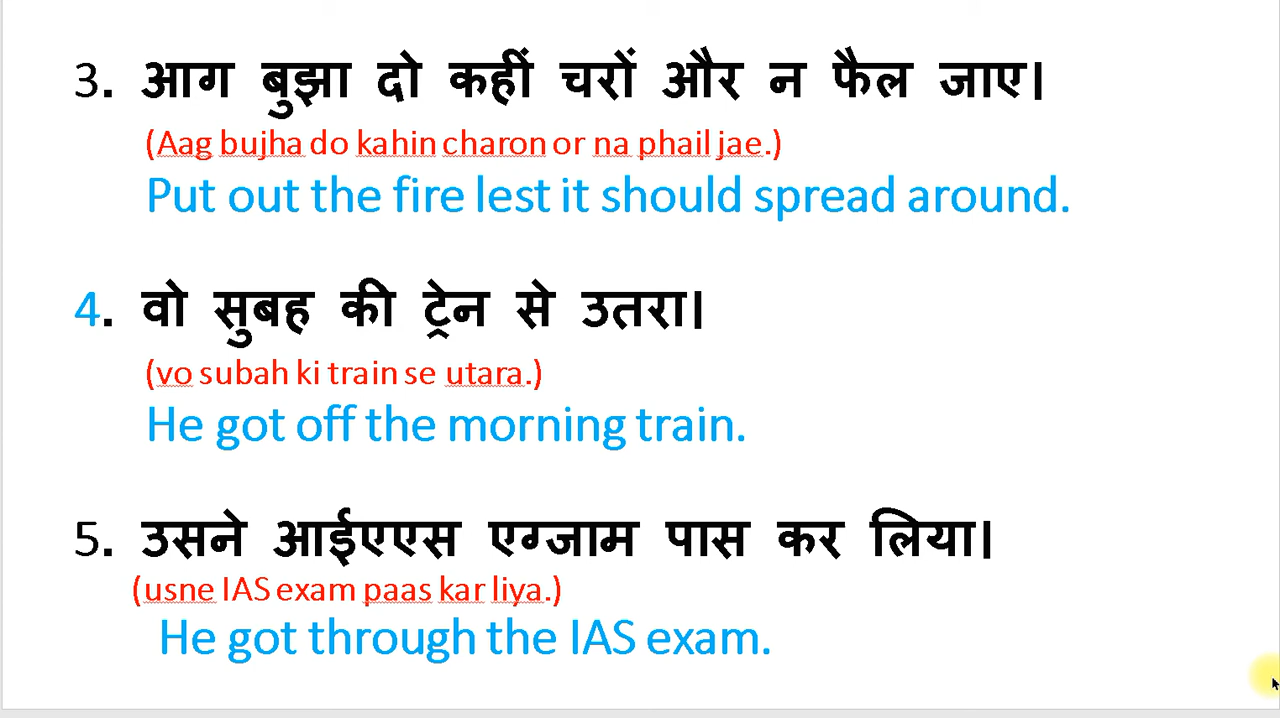 3. आग बुझा दो कहीं चरों और न फैल जाए।
(Aag bujha do kahin charon or na phail jae.)
Put out the fire lest it should spread around.
4. वो सुबह की ट्रेन से उतरा।
(vo subah ki train se utara.)
He got off the morning train.
5. उसने आईएएस एग्जाम पास कर लिया।
(usne IAS exam paas kar liya.)
He got through the IAS exam.